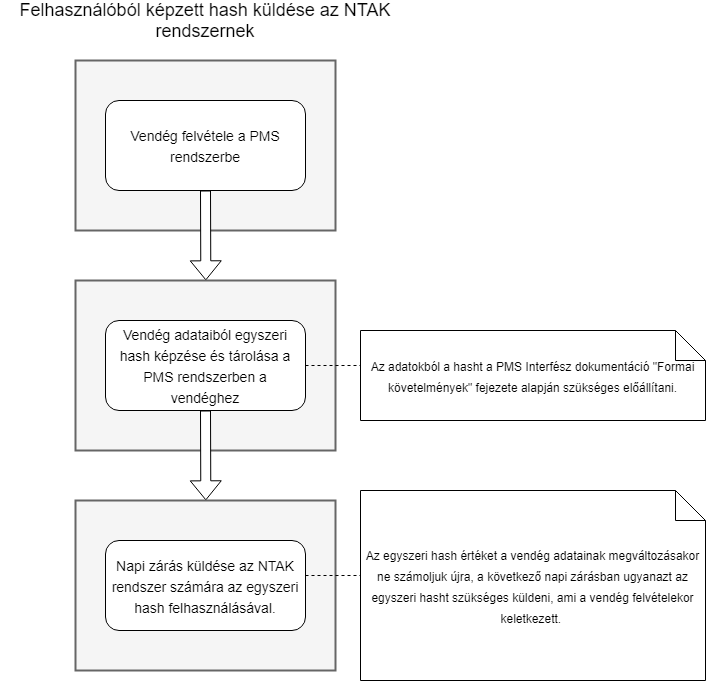 Felhasználóból képzett hash küldése az NTAK
rendszernek
Vendég felvétele a PMS
rendszerbe
Vendég adataiból egyszeri
hash képzése és tárolása a
PMS rendszerben a
vendéghez
Az adatokból a hasht a PMS Interfész dokumentáció "Formai
követelmények" fejezete alapján szükséges előállítani.
Napi zárás küldése az NTAK
rendszer számára az egyszeri
hash felhasználásával.
Az egyszeri hash értéket a vendég adatainak megváltozásakor
ne számoljuk újra, a következő napi zárásban ugyanazt az
egyszeri hasht szükséges küldeni, ami a vendég felvételekor
keletkezett.